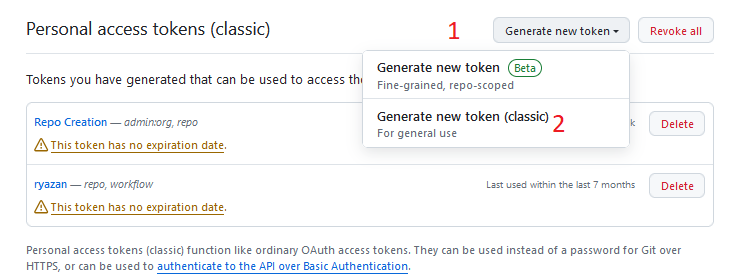 Personal access tokens (classic)
1
Generate new token
Revoke all
Generate new token Beta
Fine-grained, repo-scoped
Tokens you have generated that can be used to access the
Generate new token (classic)
2
For general use
Repo Creation — admin:org, repo
k
Delete
This token has no expiration date.
ryazan — repo, workflow
Last used within the last 7 months
Delete
This token has no expiration date.
Personal access tokens (classic) function like ordinary OAuth access tokens. They can be used instead of a password for Git over
HTTPS, or can be used to authenticate to the API over Basic Authentication.